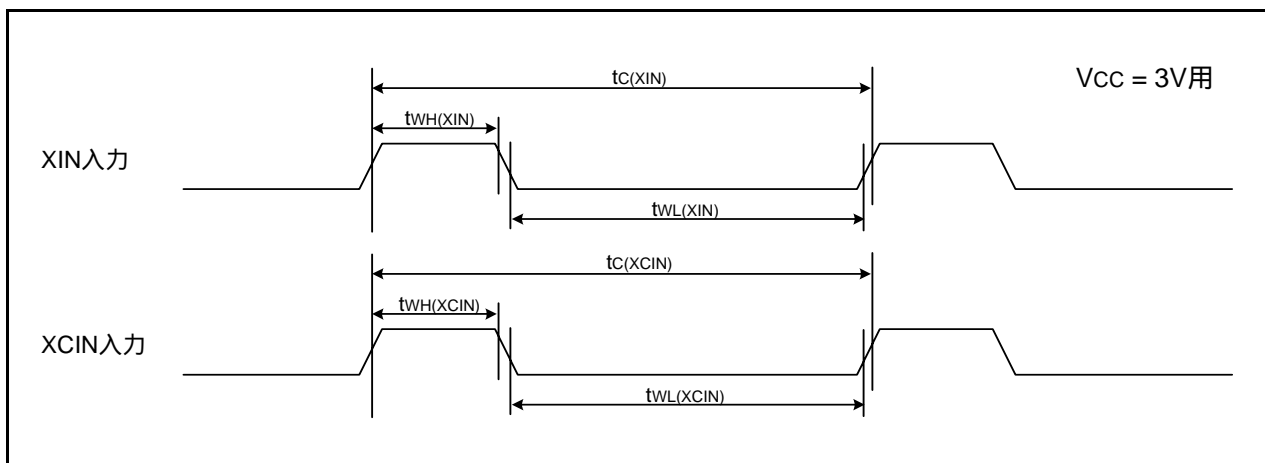 tC(XIN)
VCC = 3V用
tWH(XIN)
XIN入力
tWL(XIN)
tC(XCIN)
tWH(XCIN)
XCIN入力
tWL(XCIN)